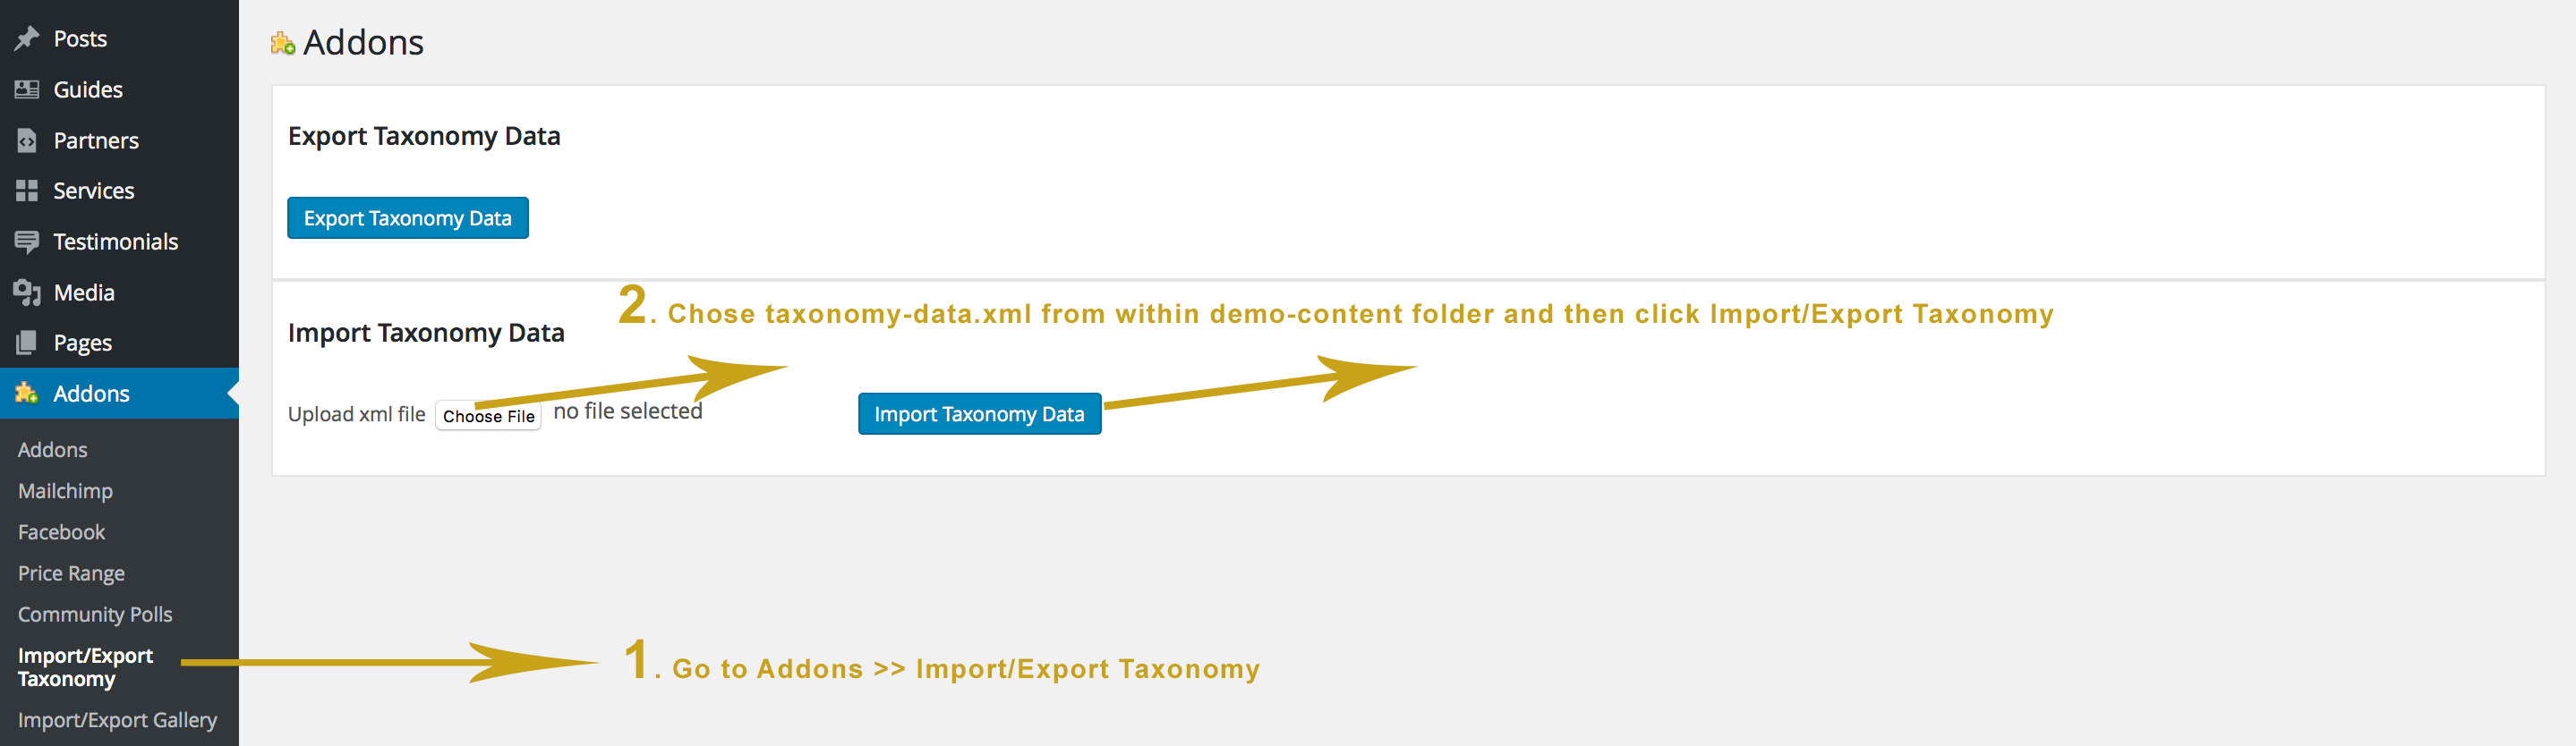 Posts
Guides
Partners
Services
Testimonials
Media
Pages
Addons
Addons
Mailchimp
Facebook
Price Range
Community Polls
Import/Export
Taxonomy
Import/Export Gallery
Addons
Export Taxonomy Data
Export Taxonomy Data
2. Chose taxonomy-data.xml from within demo-content folder and then click Import/Export Taxonomy
Import Taxonomy Data
Upload xml file Choose File no file selected Import Taxonomy Data
1. Go to Addons >> Import/Export Taxonomy